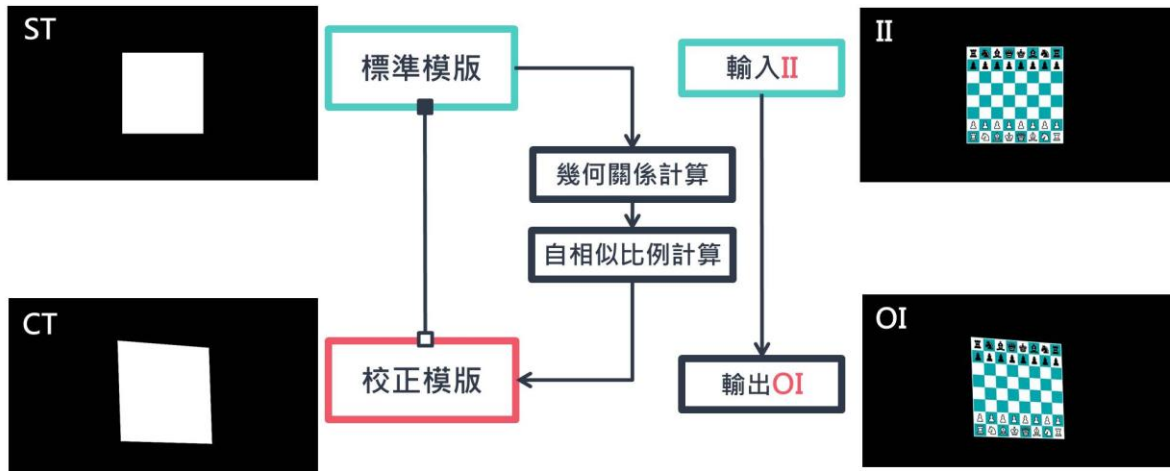 ST
標準模版
輸入II
II
幾何關係計算
自相似比例計算
CT
校正模版
輸出OI
OI